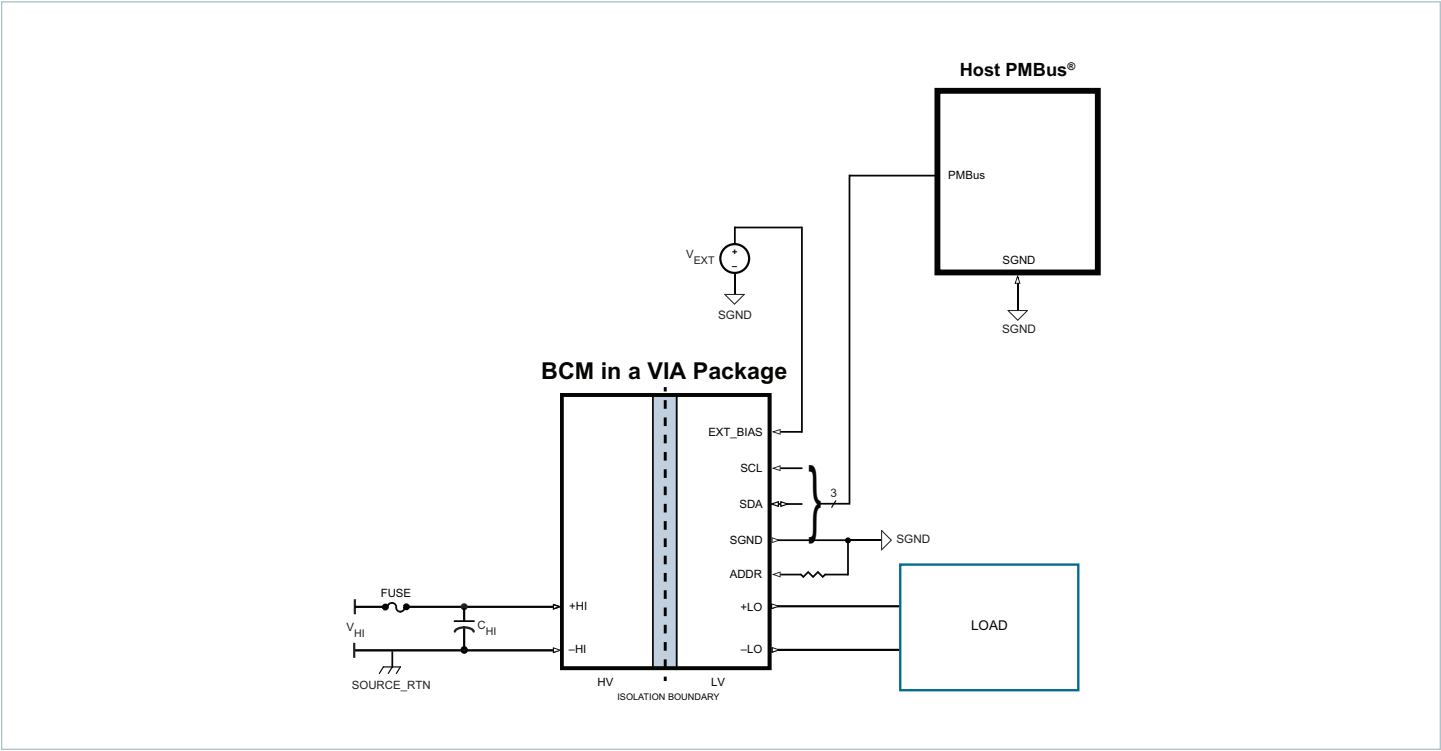 Host PMBus®
PMBus
SGND
SGND
V_EXT
+
–
SGND
BCM in a VIA Package
EXT_BIAS
SCL
SDA
3
SGND
SGND
ADDR
+LO
–LO
LOAD
FUSE
V_HI
C_HI
+HI
–HI
SOURCE_RTN
HV
LV
ISOLATION BOUNDARY